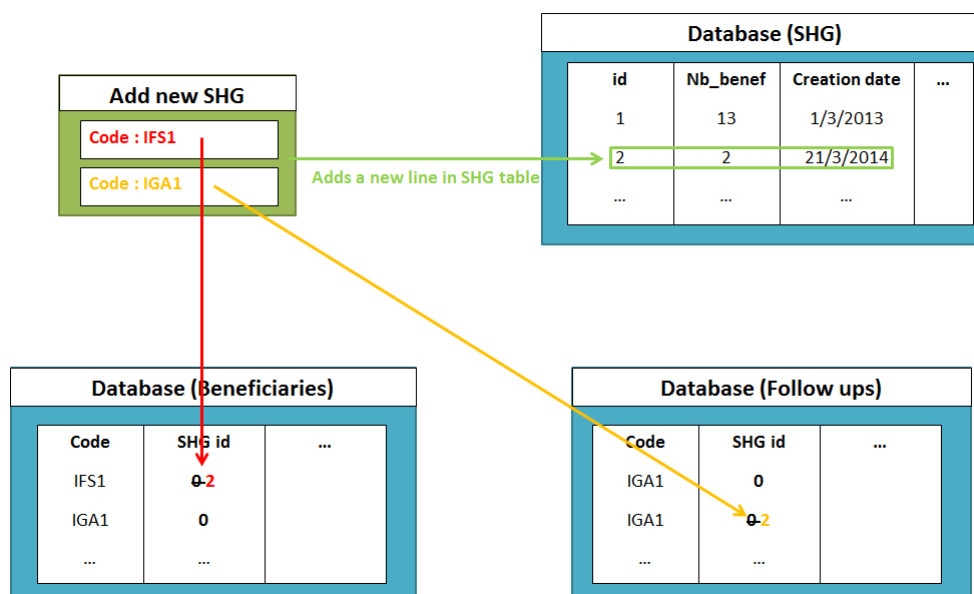 Database (SHG)
id Nb_benef Creation date ...
1 13 1/3/2013
2 2 21/3/2014
... ... ...
Add new SHG
Code : IFS1
Code : IGA1
Adds a new line in SHG table
Database (Beneficiaries)
Code SHG id ...
IFS1 0 2
IGA1 0
... ...
Database (Follow ups)
Code SHG id ...
IGA1 0
IGA1 0 2
... ...